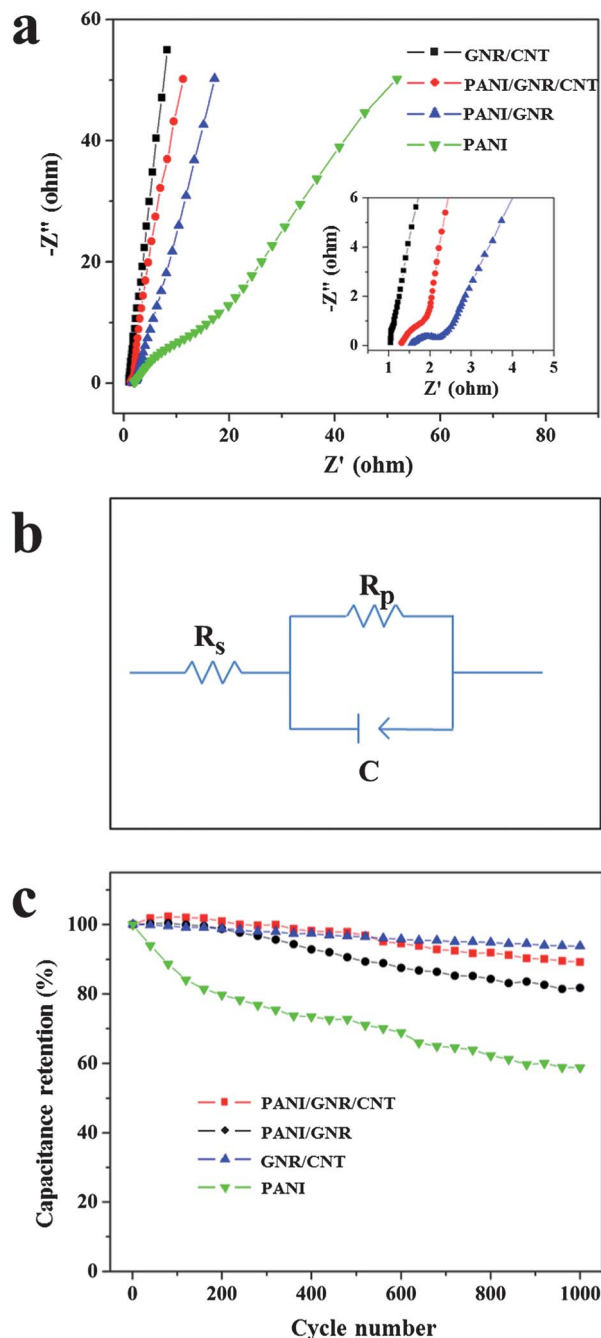 a
60
40
20
0
-Z'' (ohm)
GNR/CNT
PANI/GNR/CNT
PANI/GNR
PANI
6
4
2
0
-Z'' (ohm)
1 2 3 4 5
Z' (ohm)
0 20 40 60 80
Z' (ohm)
b
Rs
Rp
C
c
100
80
60
40
20
0
Capacitance retention (%)
PANI/GNR/CNT
PANI/GNR
GNR/CNT
PANI
0 200 400 600 800 1000
Cycle number